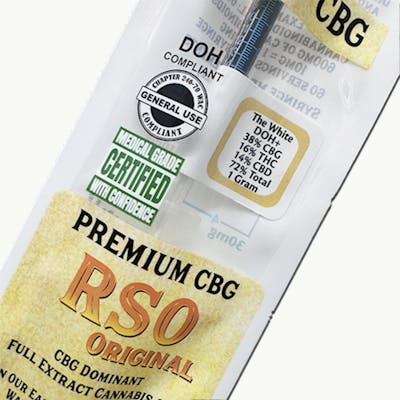 CBG
DOH
COMPLIANT
CHAPTER 246-70 WAC
GENERAL USE
COMPLIANT
MEDICAL GRADE
CERTIFIED
WITH CONFIDENCE
The White
DOH+
38% CBG
16% THC
14% CBD
72% Total
1 Gram
30mg
PREMIUM CBG
RSO
ORIGINAL
CBG DOMINANT
FULL EXTRACT CANNABIS
OUR